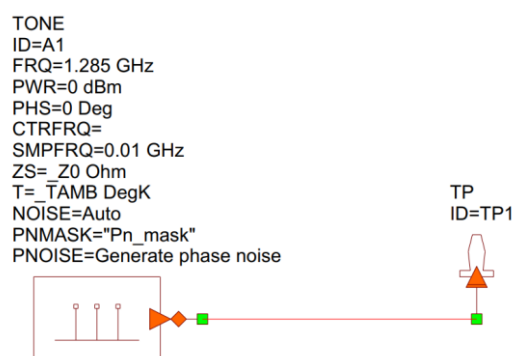 TONE
ID=A1
FRQ=1.285 GHz
PWR=0 dBm
PHS=0 Deg
CTRFRQ=
SMPFRQ=0.01 GHz
ZS=_Z0 Ohm
T=_TAMB DegK
NOISE=Auto
PNMASK="Pn_mask"
PNOISE=Generate phase noise
TP
ID=TP1